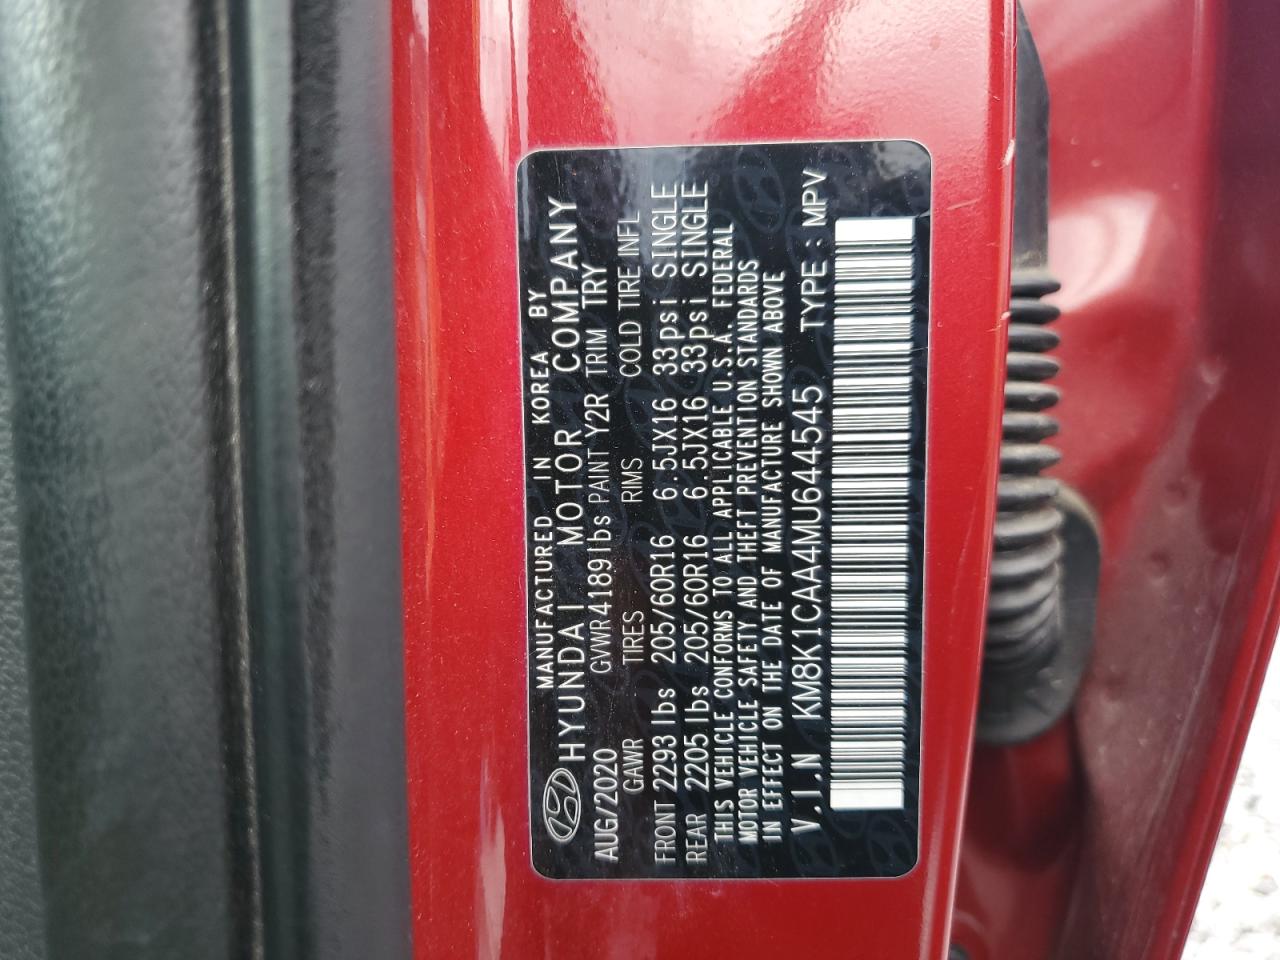 MANUFACTURED IN KOREA BY
HYUNDAI MOTOR COMPANY
AUG/2020 GVWR 4189 lbs PAINT Y2R TRIM TRY
GAWR TIRES RIMS COLD TIRE INFL
FRONT 2293 lbs 205/60R16 6.5JX16 33psi SINGLE
REAR 2205 lbs 205/60R16 6.5JX16 33psi SINGLE
THIS VEHICLE CONFORMS TO ALL APPLICABLE U.S.A. FEDERAL
MOTOR VEHICLE SAFETY AND THEFT PREVENTION STANDARDS
IN EFFECT ON THE DATE OF MANUFACTURE SHOWN ABOVE
V.I.N KM8K1CAA4MU644545 TYPE : MPV